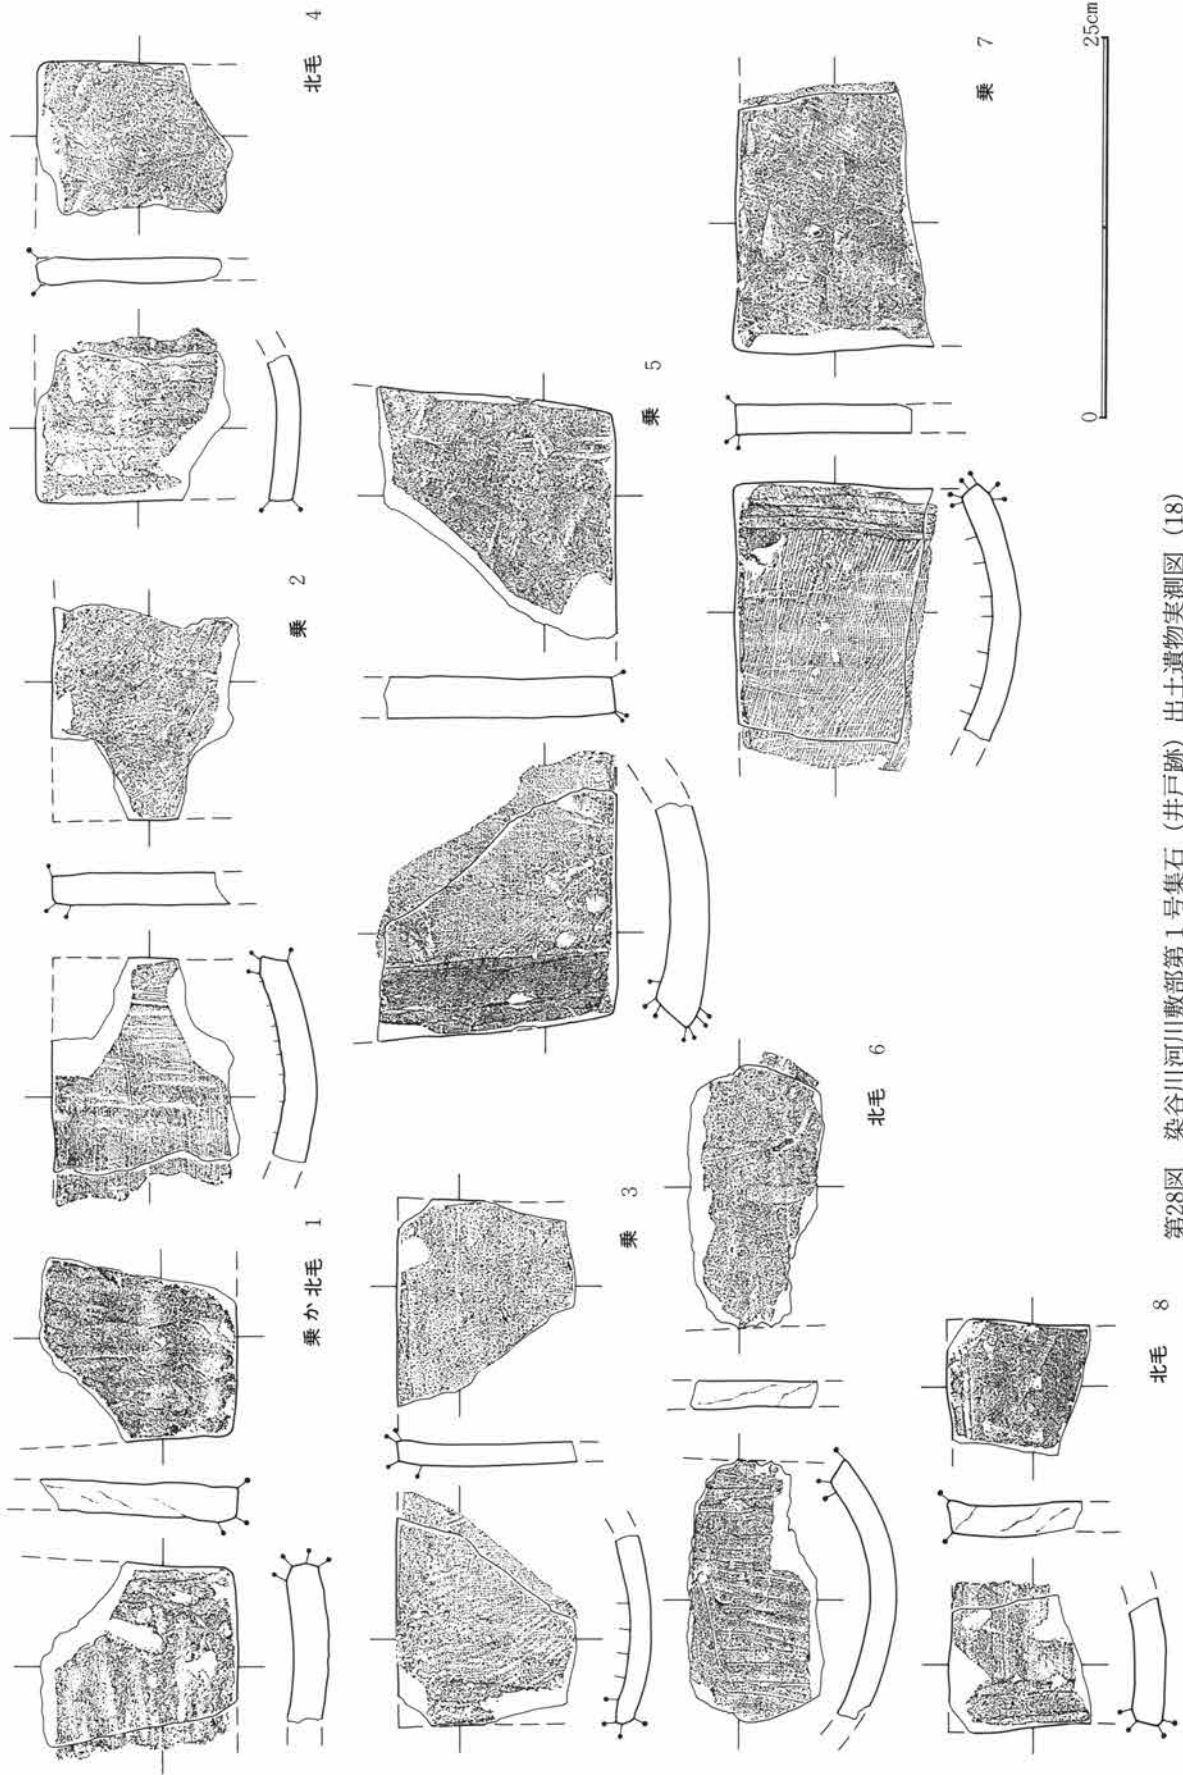 乗か北毛 1
乗 2
乗 3
北毛 4
乗 5
北毛 6
乗 7
北毛 8
0 25cm
第28図 染谷川河川敷部第1号集石(井戸跡)出土遺物実測図(18)